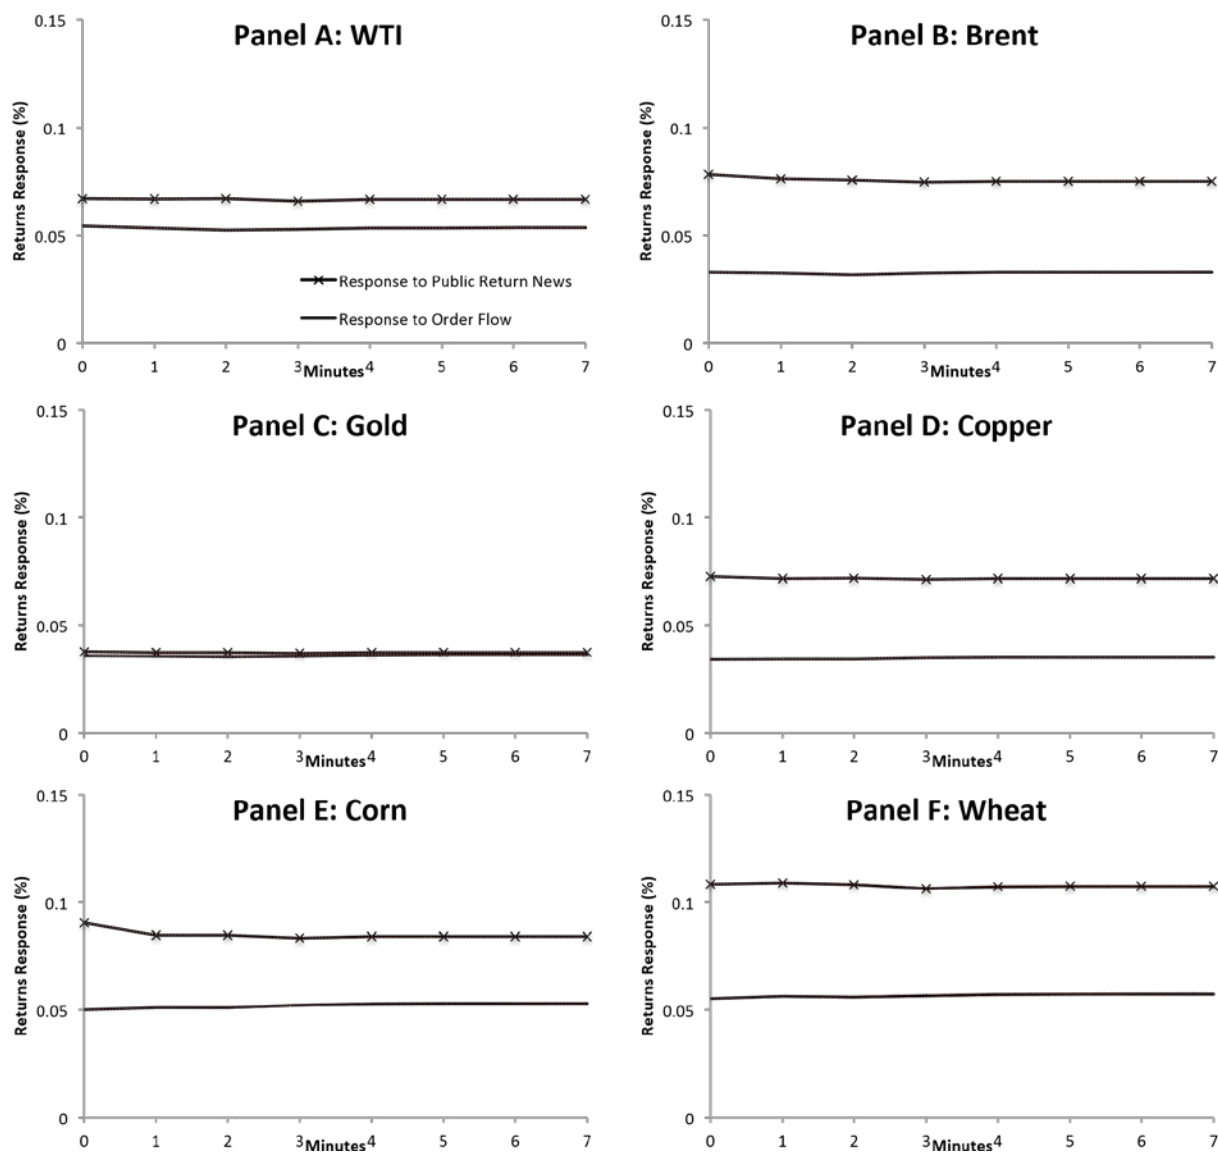 Panel A: WTI
Returns Response (%)
0.15
0.1
0.05
0
Response to Public Return News
Response to Order Flow
0 1 2 3 Minutes 4 5 6 7
Panel B: Brent
Returns Response (%)
0.15
0.1
0.05
0
0 1 2 3 Minutes 4 5 6 7
Panel C: Gold
Returns Response (%)
0.15
0.1
0.05
0
0 1 2 3 Minutes 4 5 6 7
Panel D: Copper
Returns Response (%)
0.15
0.1
0.05
0
0 1 2 3 Minutes 4 5 6 7
Panel E: Corn
Returns Response (%)
0.15
0.1
0.05
0
0 1 2 3 Minutes 4 5 6 7
Panel F: Wheat
Returns Response (%)
0.15
0.1
0.05
0
0 1 2 3 Minutes 4 5 6 7